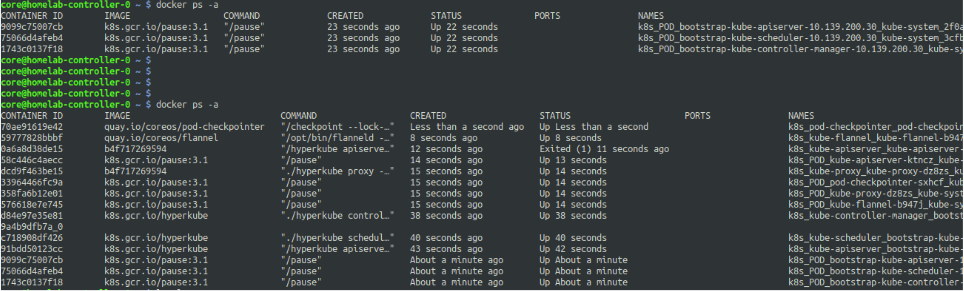 core@homelab-controller-0 ~ $ docker ps -a
CONTAINER ID IMAGE COMMAND CREATED STATUS PORTS NAMES
9099c75007cb k8s.gcr.io/pause:3.1 "/pause" 23 seconds ago Up 22 seconds k8s_POD_bootstrap-kube-apiserver-10.139.200.30_kube-system_2f0a
75066d4afeb4 k8s.gcr.io/pause:3.1 "/pause" 23 seconds ago Up 22 seconds k8s_POD_bootstrap-kube-scheduler-10.139.200.30_kube-system_3cfb
1743c0137f18 k8s.gcr.io/pause:3.1 "/pause" 23 seconds ago Up 22 seconds k8s_POD_bootstrap-kube-controller-manager-10.139.200.30_kube-sy
core@homelab-controller-0 ~ $
core@homelab-controller-0 ~ $
core@homelab-controller-0 ~ $
core@homelab-controller-0 ~ $
core@homelab-controller-0 ~ $ docker ps -a
CONTAINER ID IMAGE COMMAND CREATED STATUS PORTS NAMES
70ae91619e42 quay.io/coreos/pod-checkpointer "/checkpoint --lock-…" Less than a second ago Up Less than a second k8s_pod-checkpointer_pod-checkpoin
59777828bbbf quay.io/coreos/flannel "/opt/bin/flanneld -…" 8 seconds ago Up 8 seconds k8s_kube-flannel_kube-flannel-b947
0a6a8d38de15 b4f717269594 "/hyperkube apiserve…" 12 seconds ago Exited (1) 11 seconds ago k8s_kube-apiserver_kube-apiserver-
58c446c4aecc k8s.gcr.io/pause:3.1 "/pause" 14 seconds ago Up 13 seconds k8s_POD_kube-apiserver-ktncz_kube-
dcd9f463be15 b4f717269594 "./hyperkube proxy -…" 15 seconds ago Up 14 seconds k8s_kube-proxy_kube-proxy-dz8zs_ku
33964466fc9a k8s.gcr.io/pause:3.1 "/pause" 15 seconds ago Up 14 seconds k8s_POD_pod-checkpointer-sxhcf_kub
358fa6b12e01 k8s.gcr.io/pause:3.1 "/pause" 15 seconds ago Up 14 seconds k8s_POD_kube-proxy-dz8zs_kube-syst
576618e7e745 k8s.gcr.io/pause:3.1 "/pause" 15 seconds ago Up 14 seconds k8s_POD_kube-flannel-b947j_kube-sy
d84e97e35e81 k8s.gcr.io/hyperkube "./hyperkube control…" 38 seconds ago Up 38 seconds k8s_kube-controller-manager_bootst
9a4b9dfb7a_0
c718908df426 k8s.gcr.io/hyperkube "./hyperkube schedul…" 40 seconds ago Up 40 seconds k8s_kube-scheduler_bootstrap-kube-
91bdd50123cc k8s.gcr.io/hyperkube "/hyperkube apiserve…" 43 seconds ago Up 42 seconds k8s_kube-apiserver_bootstrap-kube-
9099c75007cb k8s.gcr.io/pause:3.1 "/pause" About a minute ago Up About a minute k8s_POD_bootstrap-kube-apiserver-1
75066d4afeb4 k8s.gcr.io/pause:3.1 "/pause" About a minute ago Up About a minute k8s_POD_bootstrap-kube-scheduler-1
1743c0137f18 k8s.gcr.io/pause:3.1 "/pause" About a minute ago Up About a minute k8s_POD_bootstrap-kube-controller-